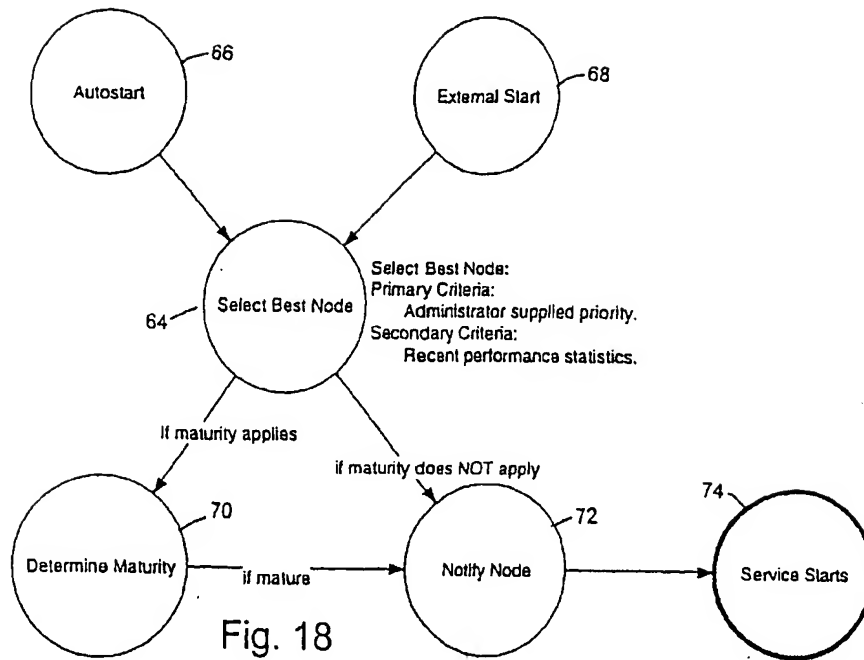 66
68
Autostart
External Start
64
Select Best Node
Select Best Node:
Primary Criteria:
Administrator supplied priority.
Secondary Criteria:
Recent performance statistics.
If maturity applies
if maturity does NOT apply
70
72
74
Determine Maturity
if mature
Notify Node
Service Starts
Fig. 18